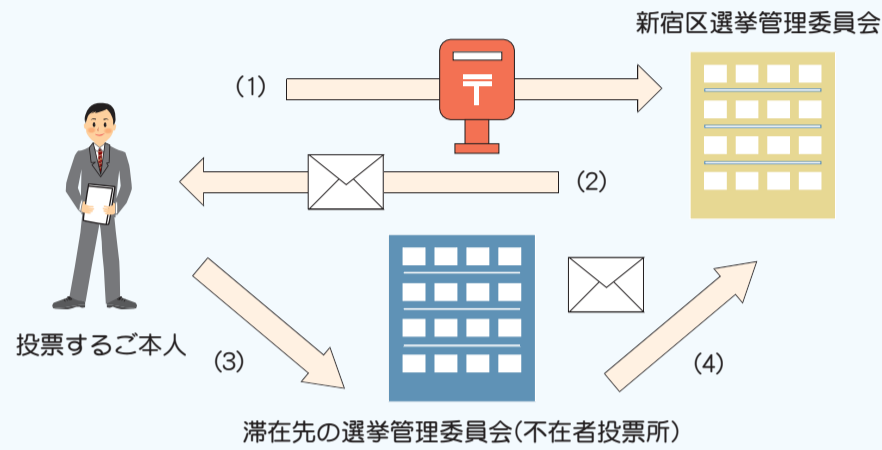 新宿区選挙管理委員会
(1)
〒
(2)
投票するご本人
(3)
(4)
滞在先の選挙管理委員会(不在者投票所)